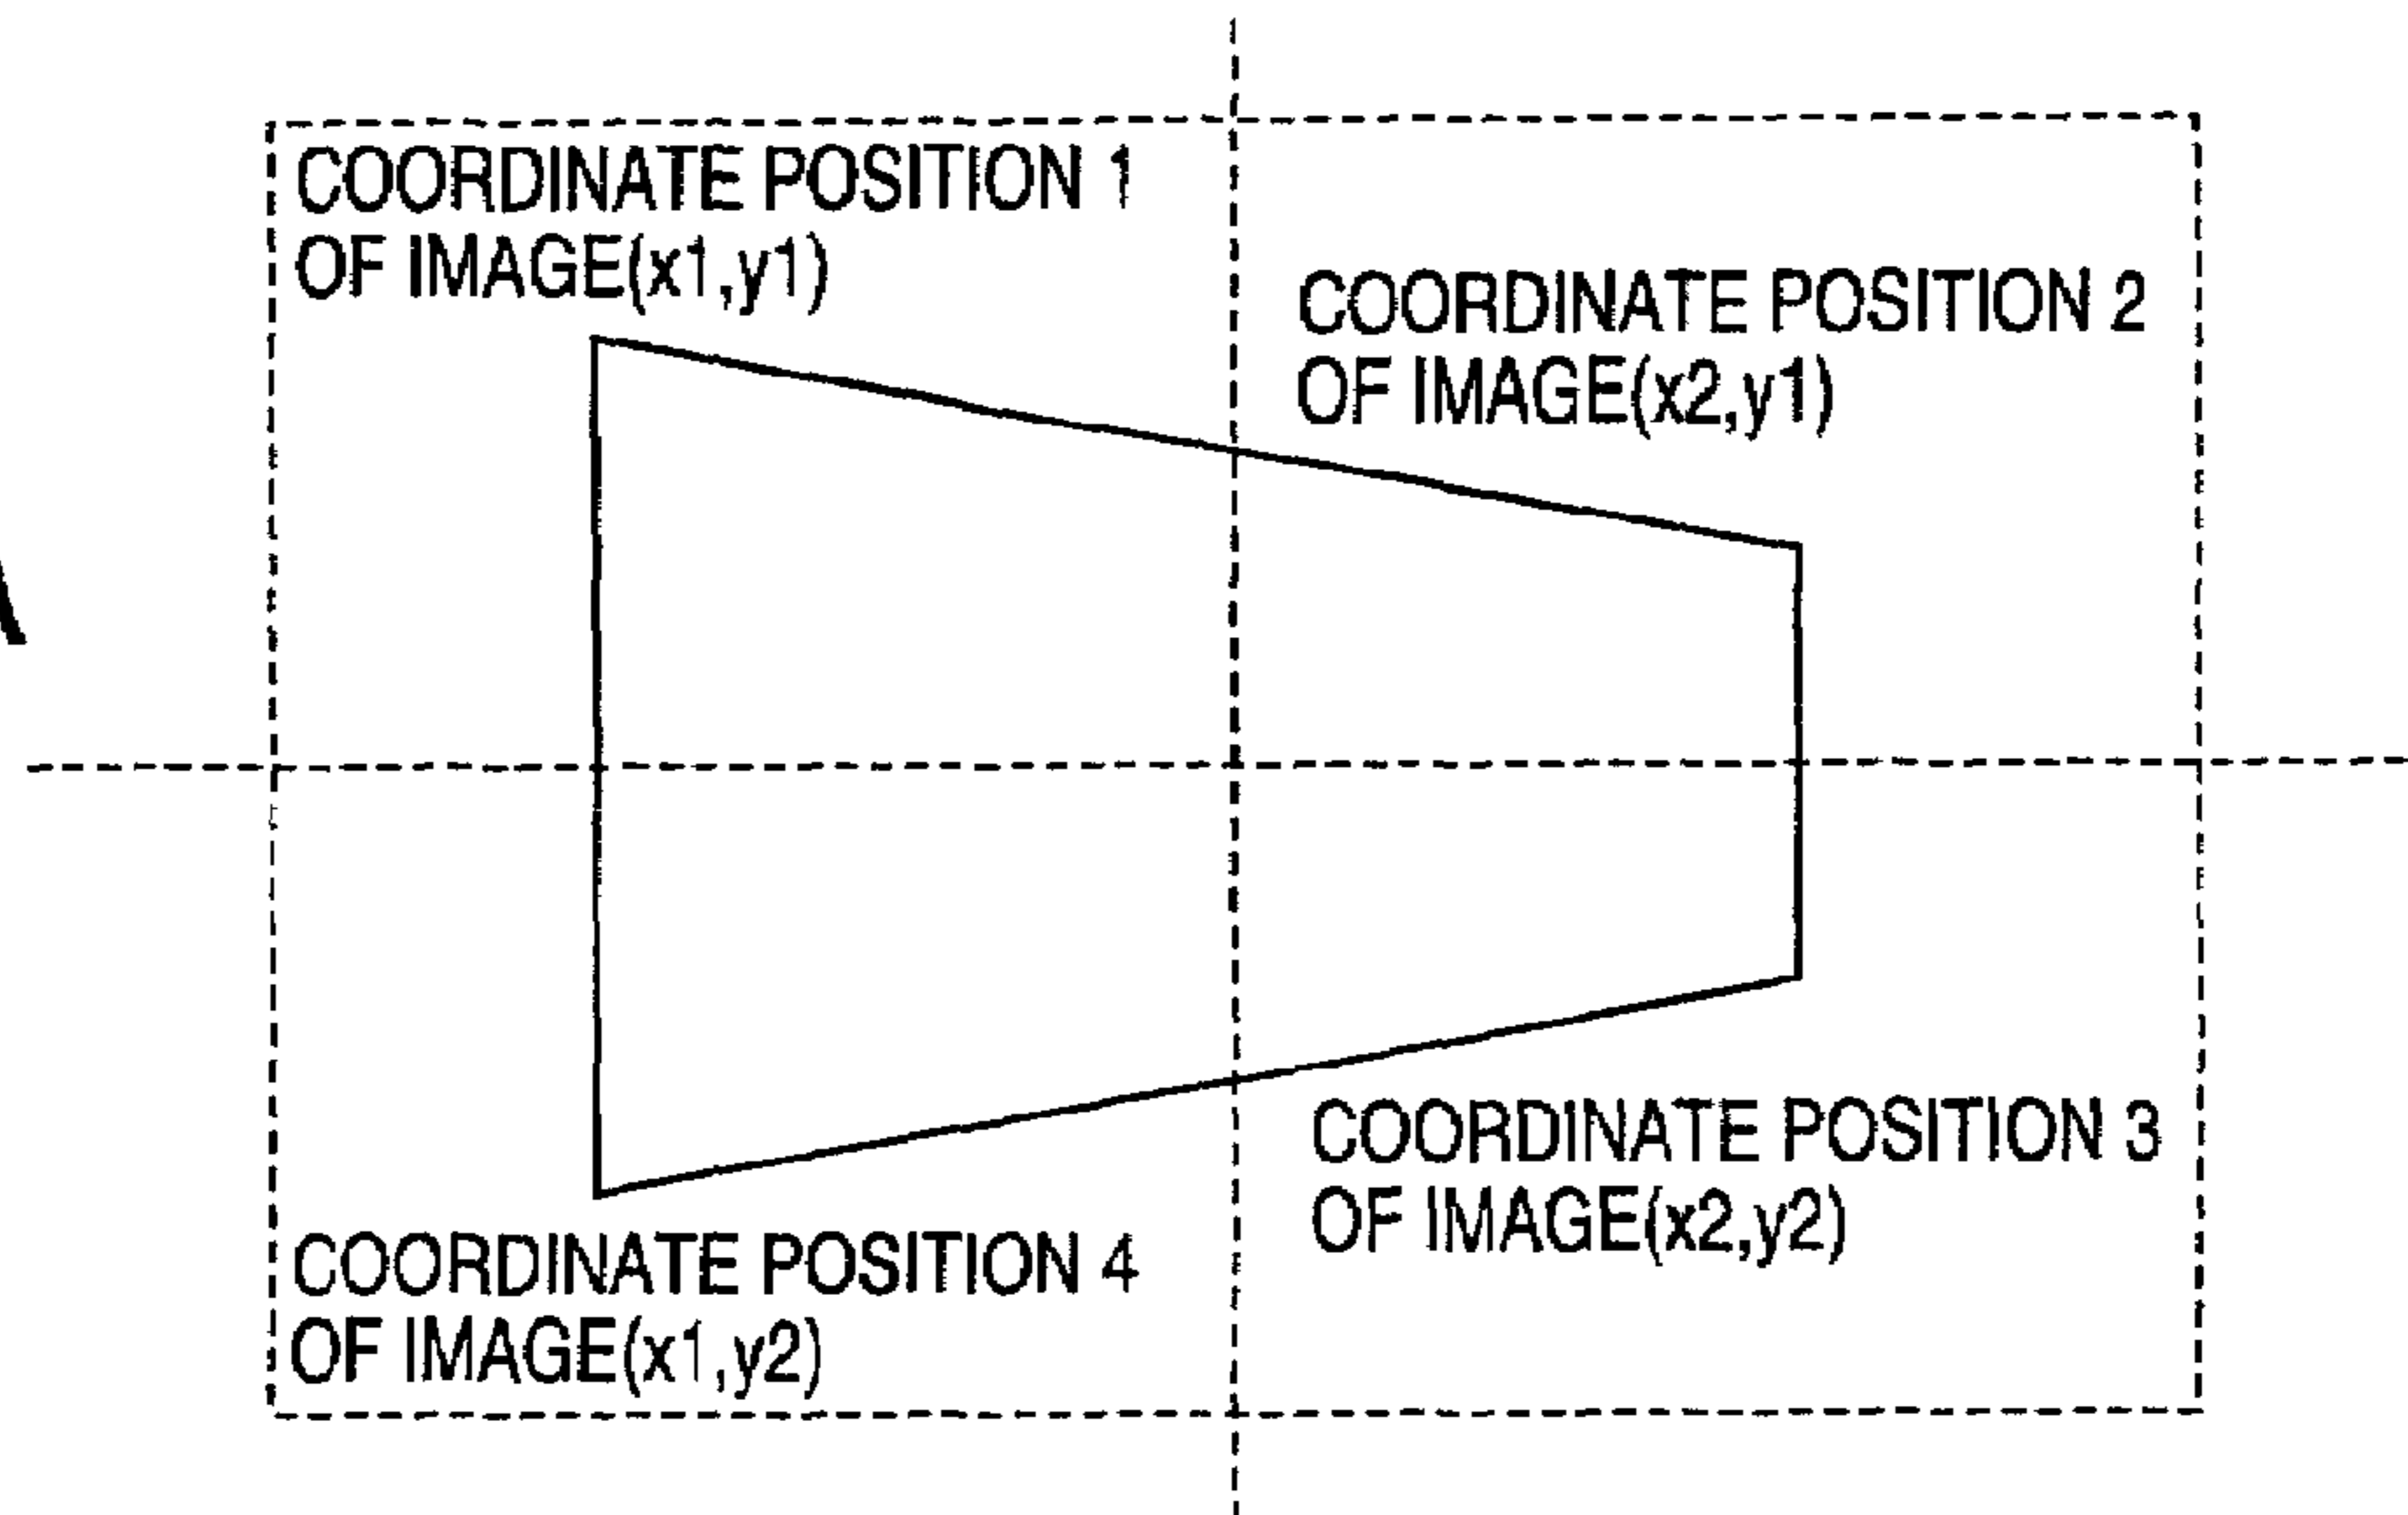 COORDINATE POSITION 1
OF IMAGE(x1,y1)
COORDINATE POSITION 2
OF IMAGE(x2,y1)
COORDINATE POSITION 3
OF IMAGE(x2,y2)
COORDINATE POSITION 4
OF IMAGE(x1,y2)